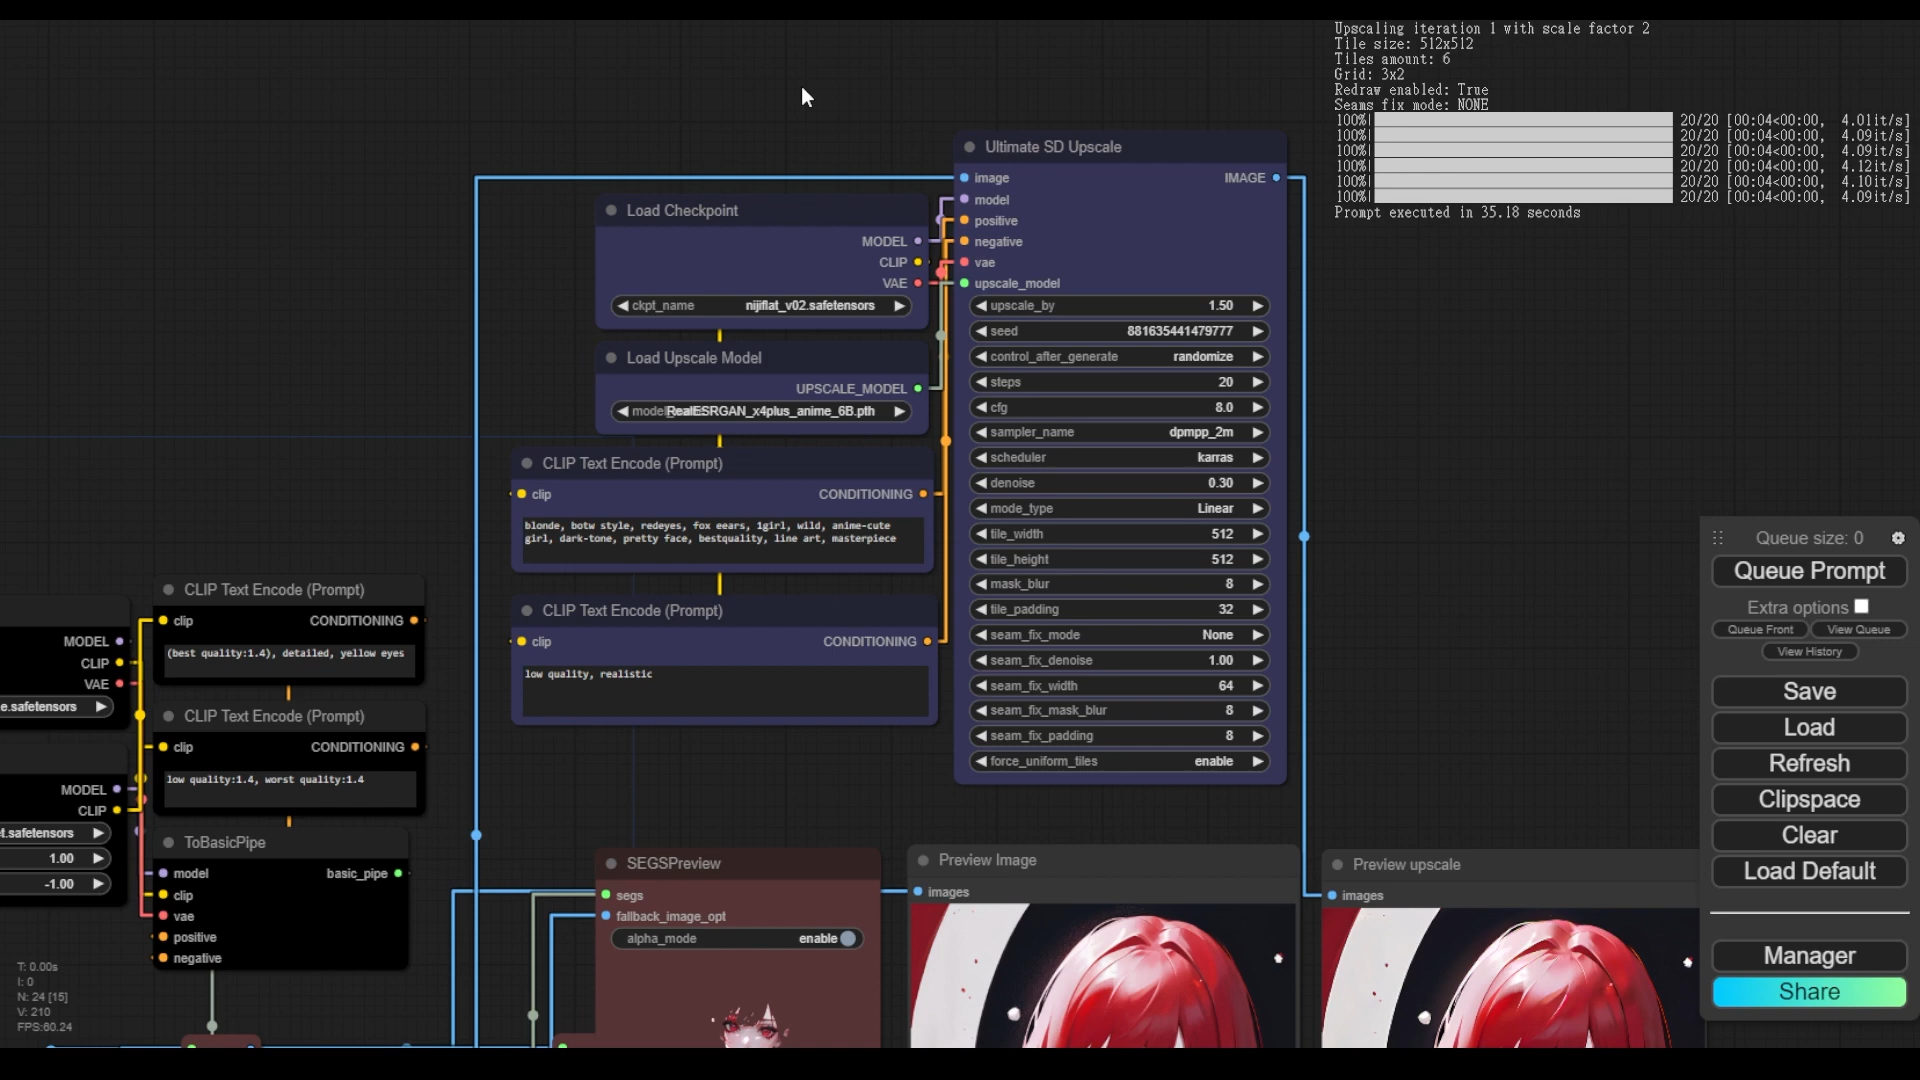 Upscaling iteration 1 with scale factor 2
Tile size: 512x512
Tiles amount: 6
Grid: 3x2
Redraw enabled: True
Seams fix mode: NONE
100%| 20/20 [00:04<00:00, 4.01it/s]
100%| 20/20 [00:04<00:00, 4.09it/s]
100%| 20/20 [00:04<00:00, 4.09it/s]
100%| 20/20 [00:04<00:00, 4.12it/s]
100%| 20/20 [00:04<00:00, 4.10it/s]
100%| 20/20 [00:04<00:00, 4.09it/s]
Prompt executed in 35.18 seconds
Ultimate SD Upscale
image IMAGE
model
positive
negative
vae
upscale_model
upscale_by 1.50
seed 881635441479777
control_after_generate randomize
steps 20
cfg 8.0
sampler_name dpmpp_2m
scheduler karras
denoise 0.30
mode_type Linear
tile_width 512
tile_height 512
mask_blur 8
tile_padding 32
seam_fix_mode None
seam_fix_denoise 1.00
seam_fix_width 64
seam_fix_mask_blur 8
seam_fix_padding 8
force_uniform_tiles enable
Load Checkpoint
MODEL
CLIP
VAE
ckpt_name nijiflat_v02.safetensors
Load Upscale Model
UPSCALE_MODEL
model RealESRGAN_x4plus_anime_6B.pth
CLIP Text Encode (Prompt)
clip CONDITIONING
blonde, botw style, redeyes, fox eears, 1girl, wild, anime-cute
girl, dark-tone, pretty face, bestquality, line art, masterpiece
CLIP Text Encode (Prompt)
clip CONDITIONING
low quality, realistic
CLIP Text Encode (Prompt)
clip CONDITIONING
(best quality:1.4), detailed, yellow eyes
CLIP Text Encode (Prompt)
clip CONDITIONING
low quality:1.4, worst quality:1.4
MODEL
CLIP
VAE
e.safetensors
MODEL
CLIP
t.safetensors
1.00
-1.00
ToBasicPipe
model basic_pipe
clip
vae
positive
negative
T: 0.00s
I: 0
N: 24 [15]
V: 210
FPS:60.24
SEGSPreview
segs
fallback_image_opt
alpha_mode enable
Preview Image
images
Preview upscale
images
Queue size: 0
Queue Prompt
Extra options
Queue Front View Queue
View History
Save
Load
Refresh
Clipspace
Clear
Load Default
Manager
Share